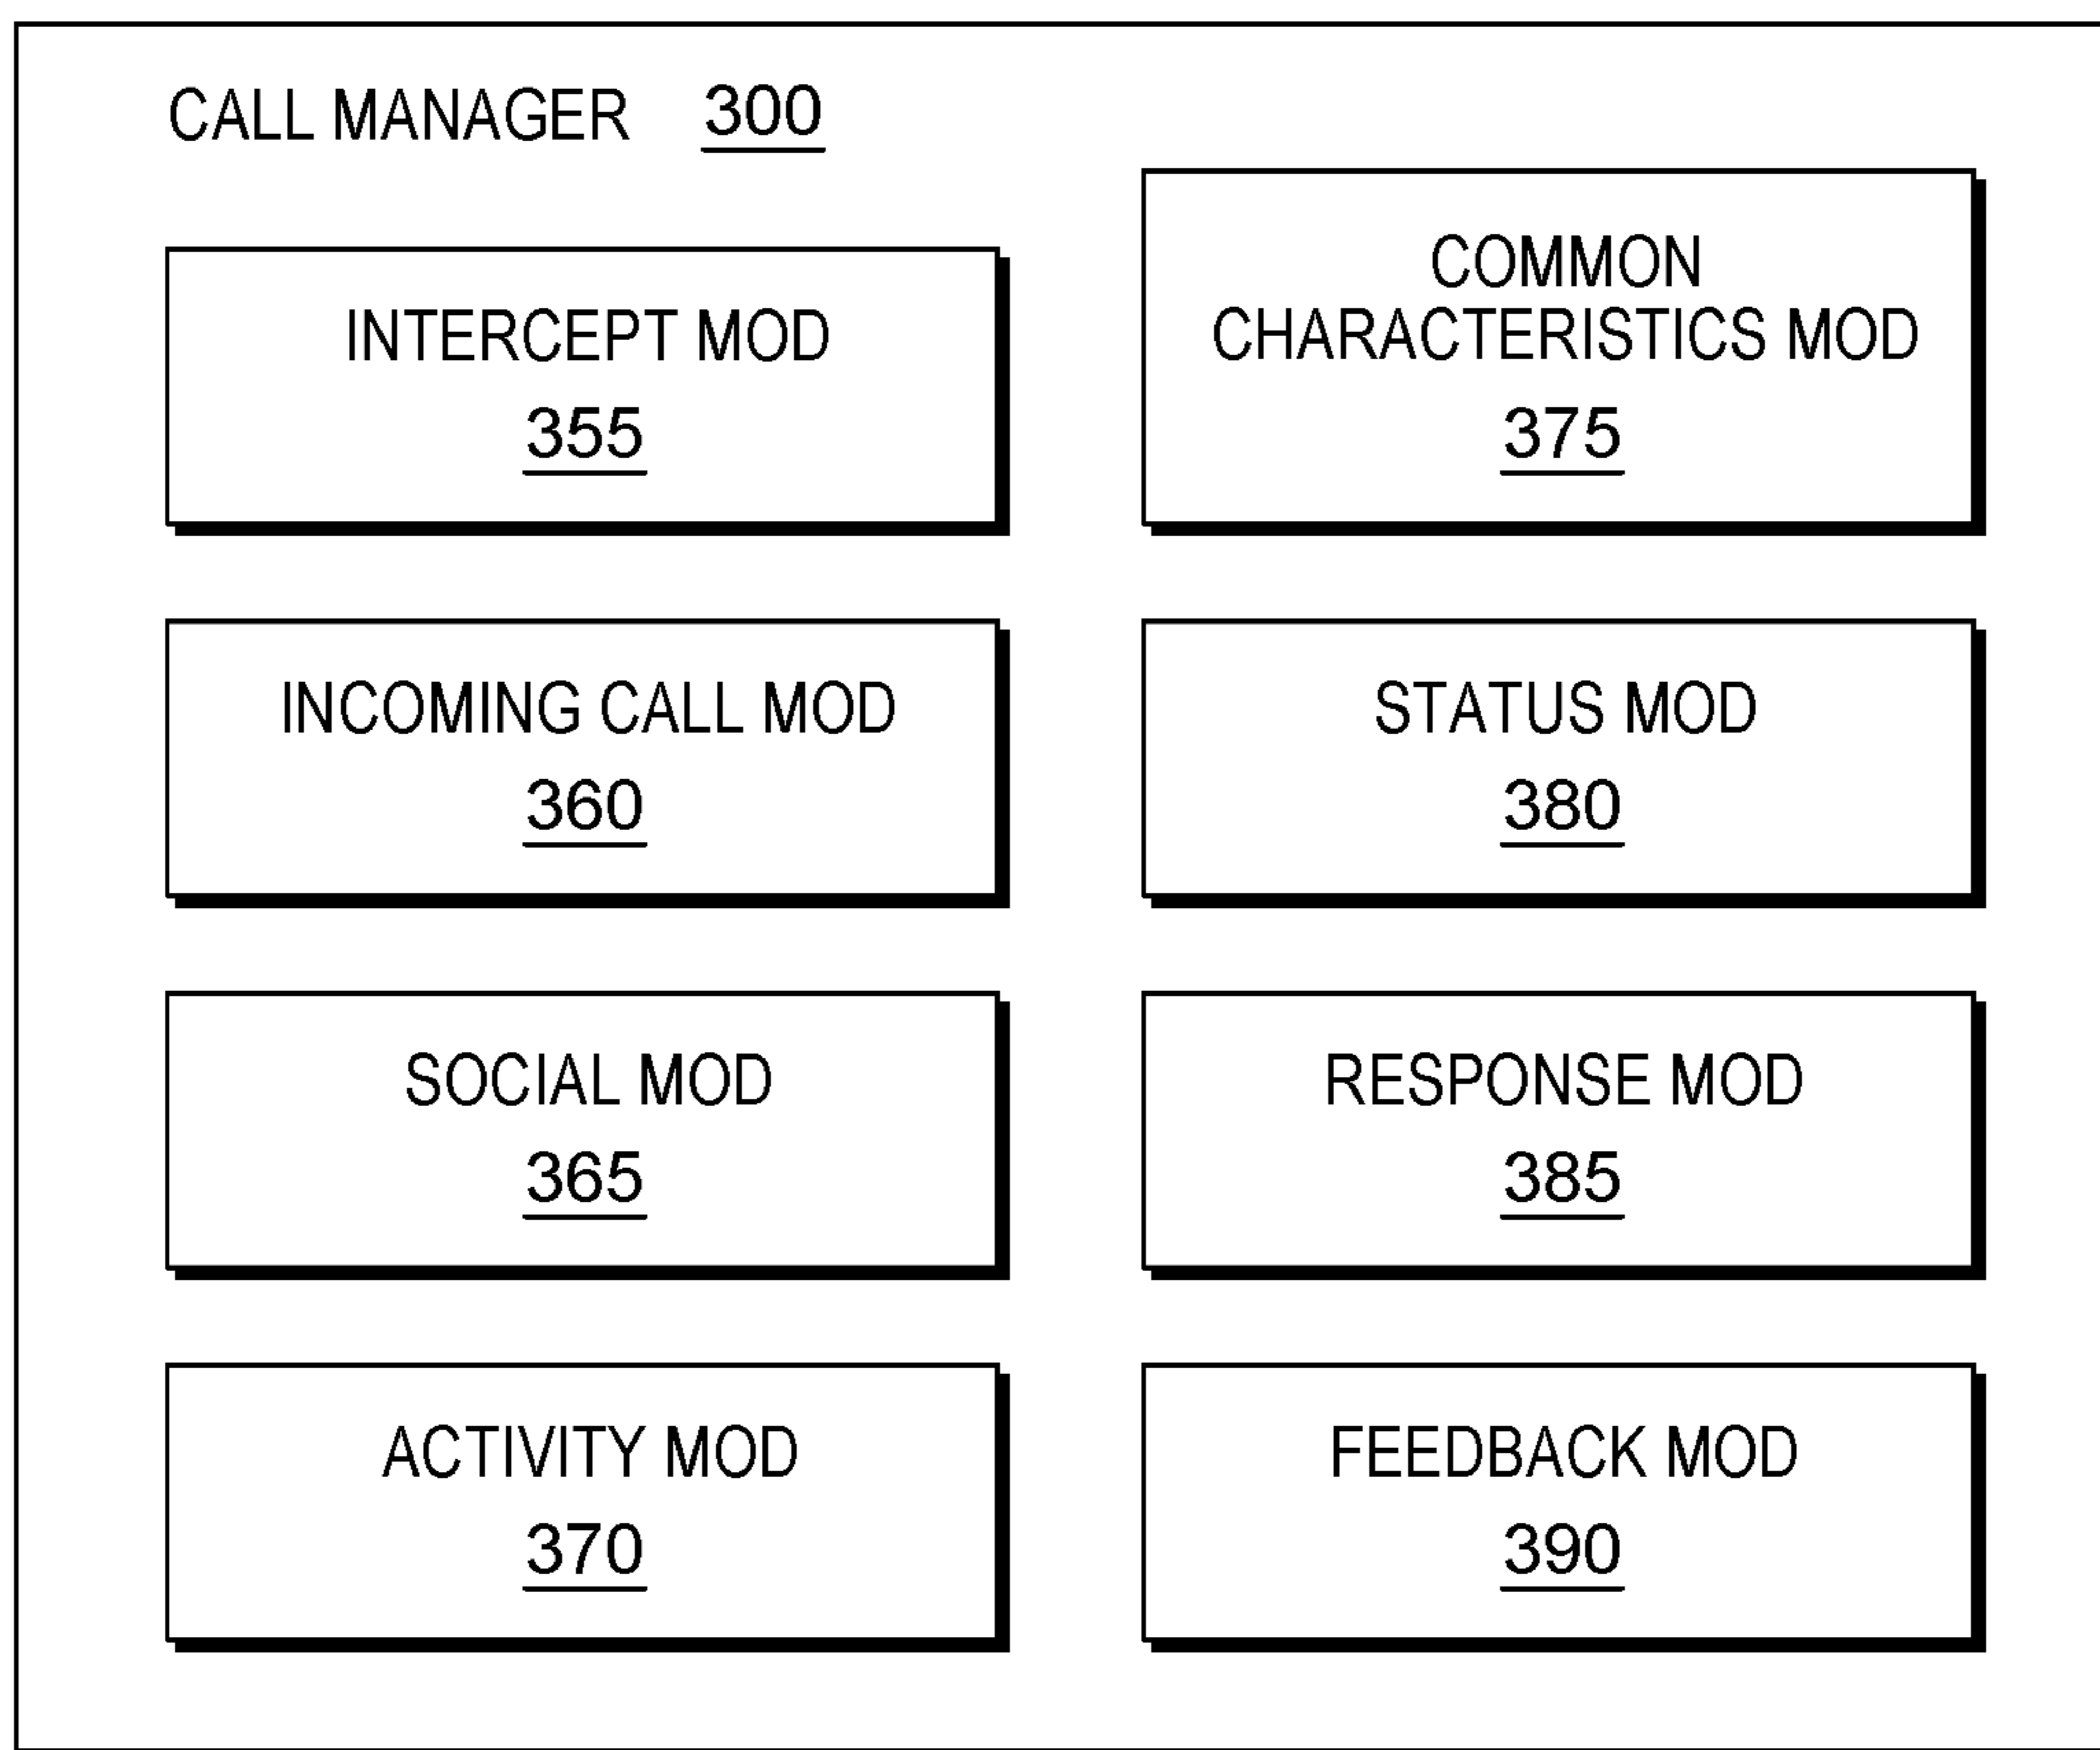 CALL MANAGER 300
INTERCEPT MOD
355
INCOMING CALL MOD
360
SOCIAL MOD
365
ACTIVITY MOD
370
COMMON
CHARACTERISTICS MOD
375
STATUS MOD
380
RESPONSE MOD
385
FEEDBACK MOD
390